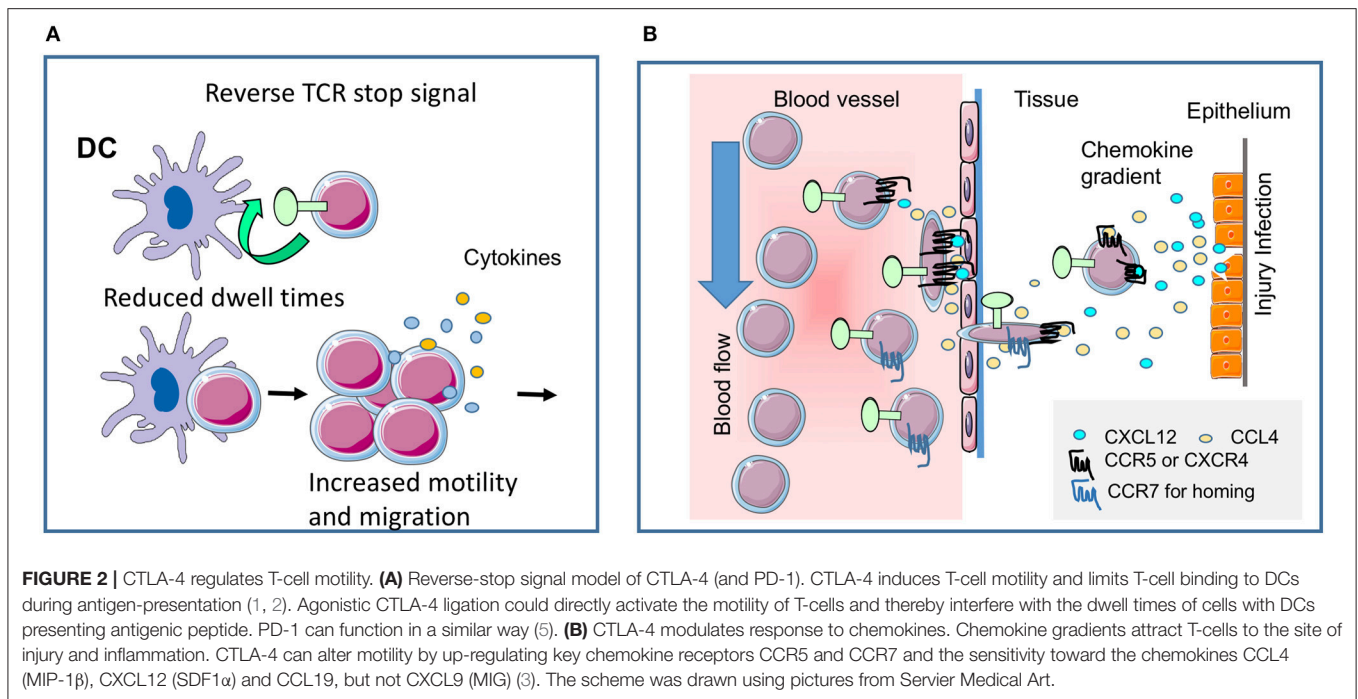 A
Reverse TCR stop signal
DC
Reduced dwell times
Cytokines
Increased motility
and migration
B
Blood vessel
Tissue
Epithelium
Chemokine
gradient
Blood flow
Injury Infection
CXCL12 CCL4
CCR5 or CXCR4
CCR7 for homing
FIGURE 2 | CTLA-4 regulates T-cell motility. (A) Reverse-stop signal model of CTLA-4 (and PD-1). CTLA-4 induces T-cell motility and limits T-cell binding to DCs
during antigen-presentation (1, 2). Agonistic CTLA-4 ligation could directly activate the motility of T-cells and thereby interfere with the dwell times of cells with DCs
presenting antigenic peptide. PD-1 can function in a similar way (5). (B) CTLA-4 modulates response to chemokines. Chemokine gradients attract T-cells to the site of
injury and inflammation. CTLA-4 can alter motility by up-regulating key chemokine receptors CCR5 and CCR7 and the sensitivity toward the chemokines CCL4
(MIP-1β), CXCL12 (SDF1α) and CCL19, but not CXCL9 (MIG) (3). The scheme was drawn using pictures from Servier Medical Art.